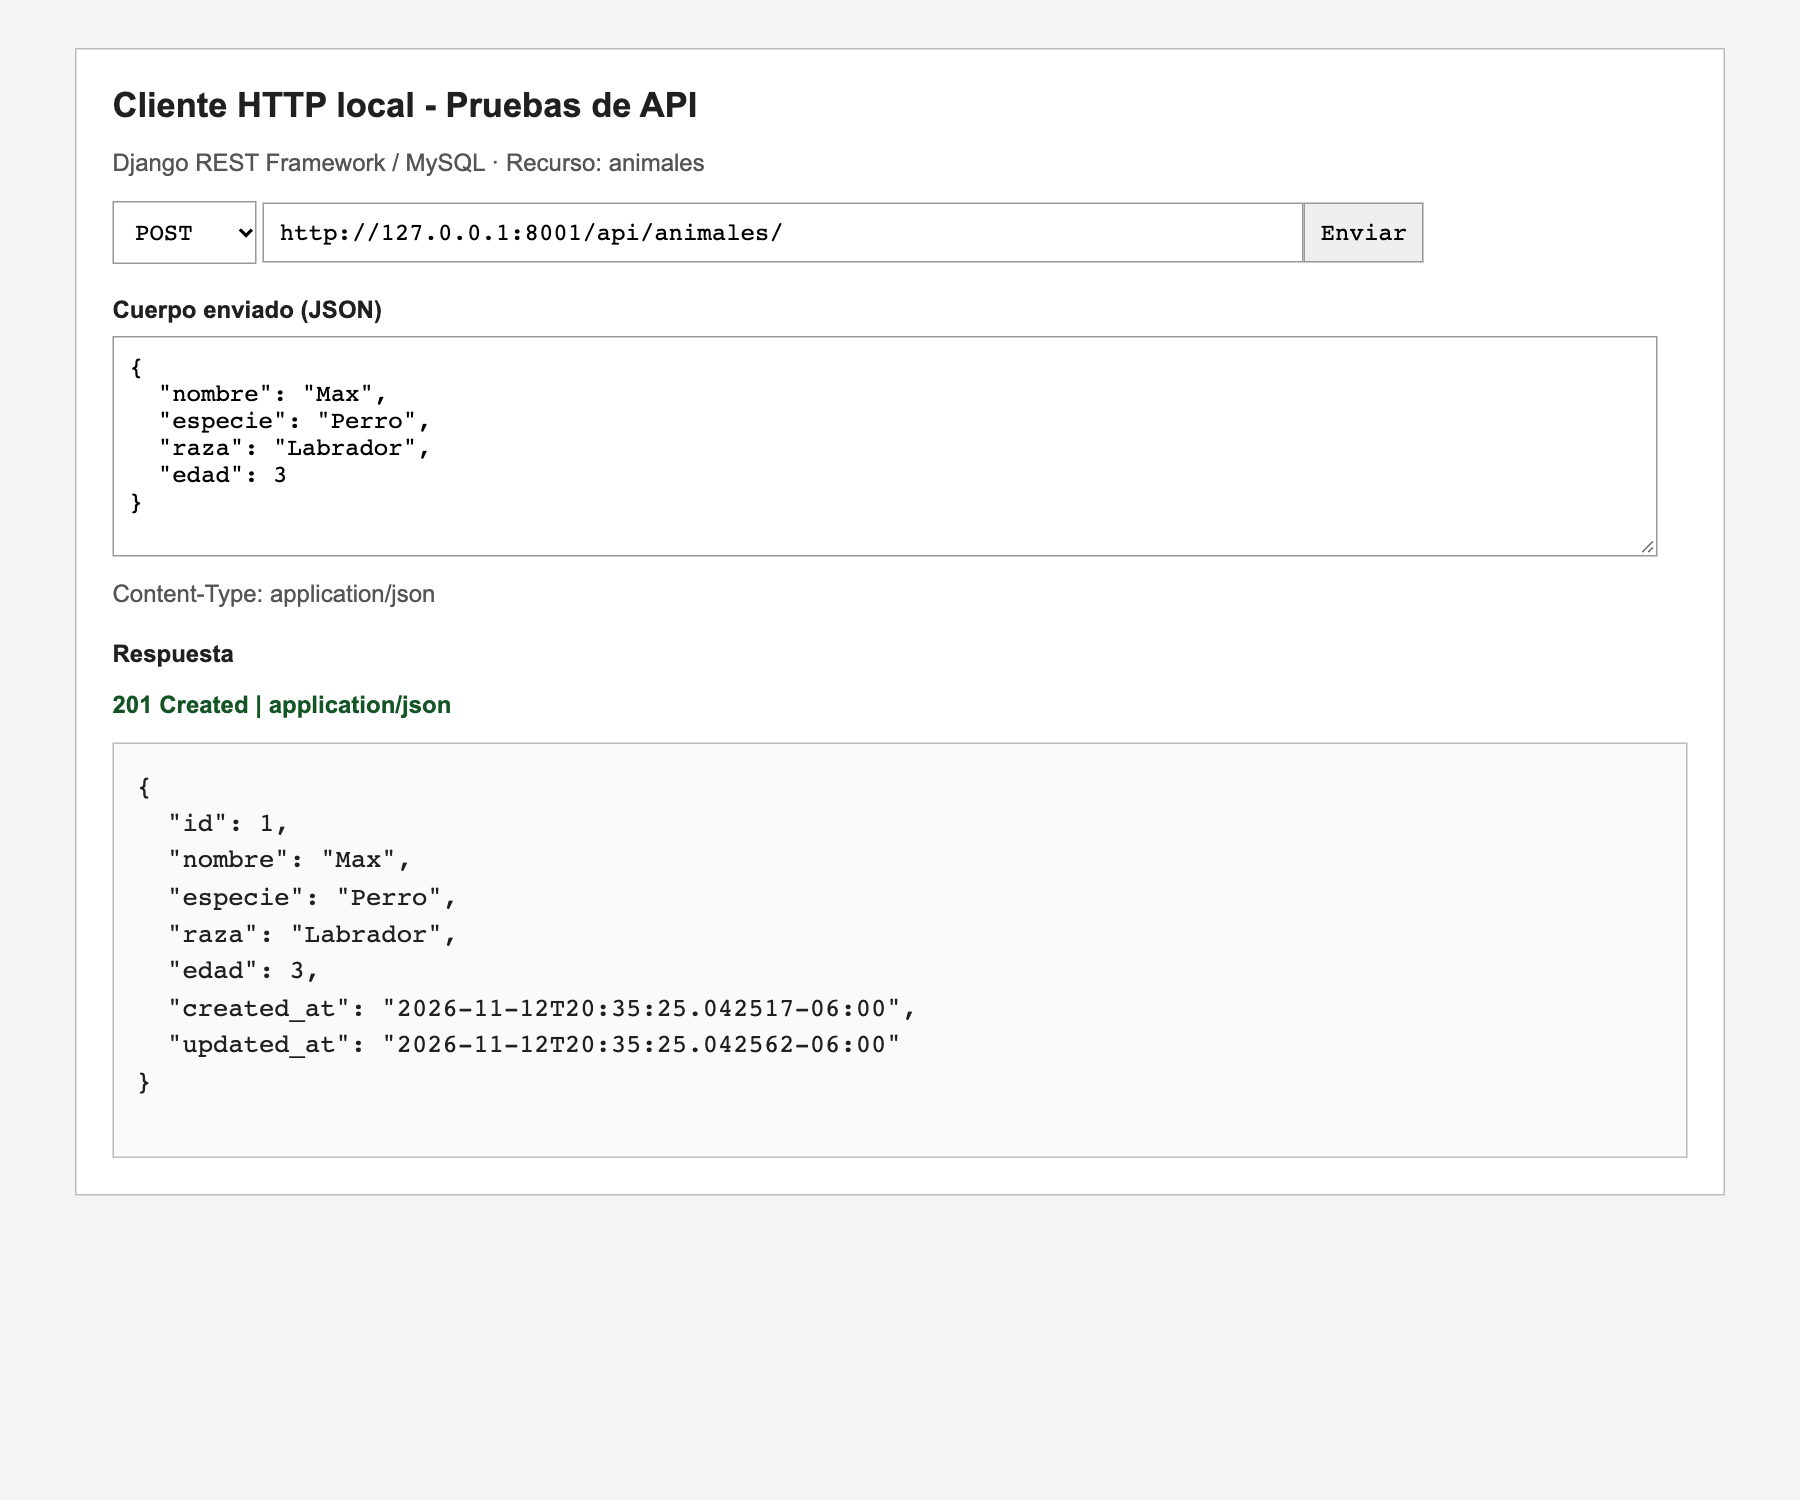 Cliente HTTP local - Pruebas de API
Django REST Framework / MySQL · Recurso: animales
POST http://127.0.0.1:8001/api/animales/ Enviar
Cuerpo enviado (JSON)
{
  "nombre": "Max",
  "especie": "Perro",
  "raza": "Labrador",
  "edad": 3
}
Content-Type: application/json
Respuesta
201 Created | application/json
{
  "id": 1,
  "nombre": "Max",
  "especie": "Perro",
  "raza": "Labrador",
  "edad": 3,
  "created_at": "2026-11-12T20:35:25.042517-06:00",
  "updated_at": "2026-11-12T20:35:25.042562-06:00"
}